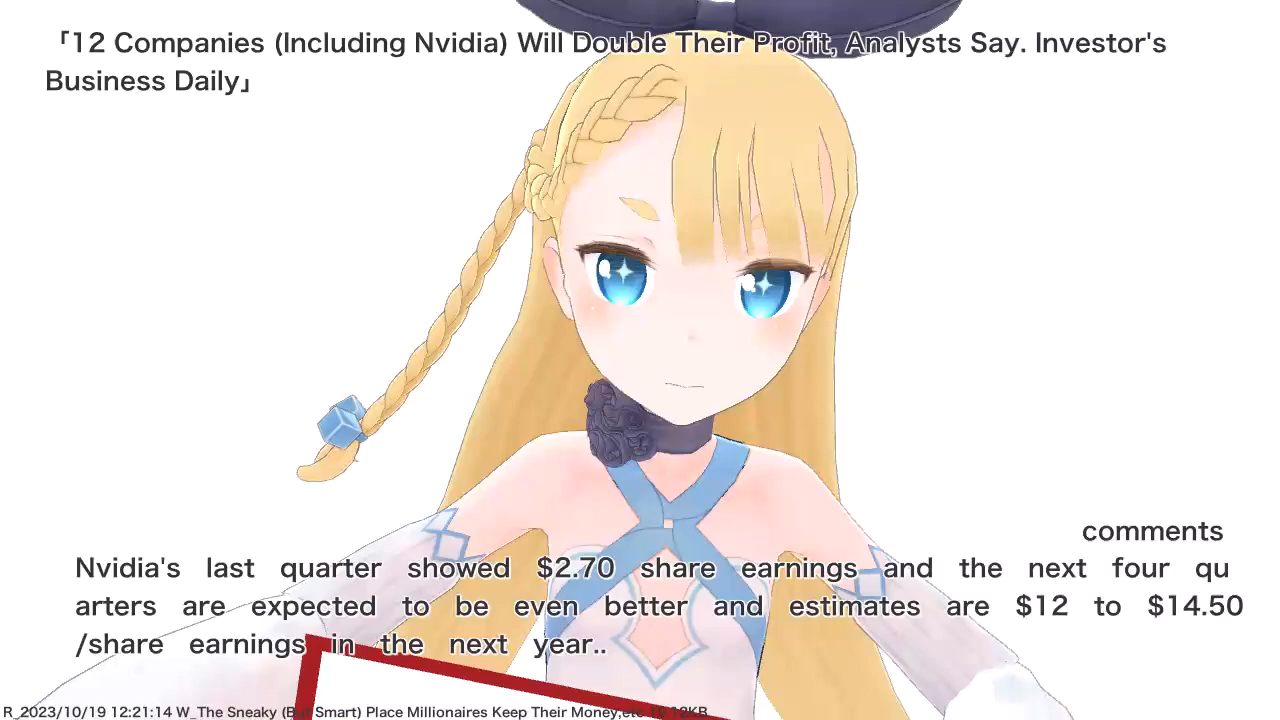 「12 Companies (Including Nvidia) Will Double Their Profit, Analysts Say. Investor's
Business Daily」
comments
Nvidia's last quarter showed $2.70 share earnings and the next four qu
arters are expected to be even better and estimates are $12 to $14.50
/share earnings in the next year..
R_2023/10/19 12:21:14 W_The Sneaky (But Smart) Place Millionaires Keep Their Money,etc 10.12KB